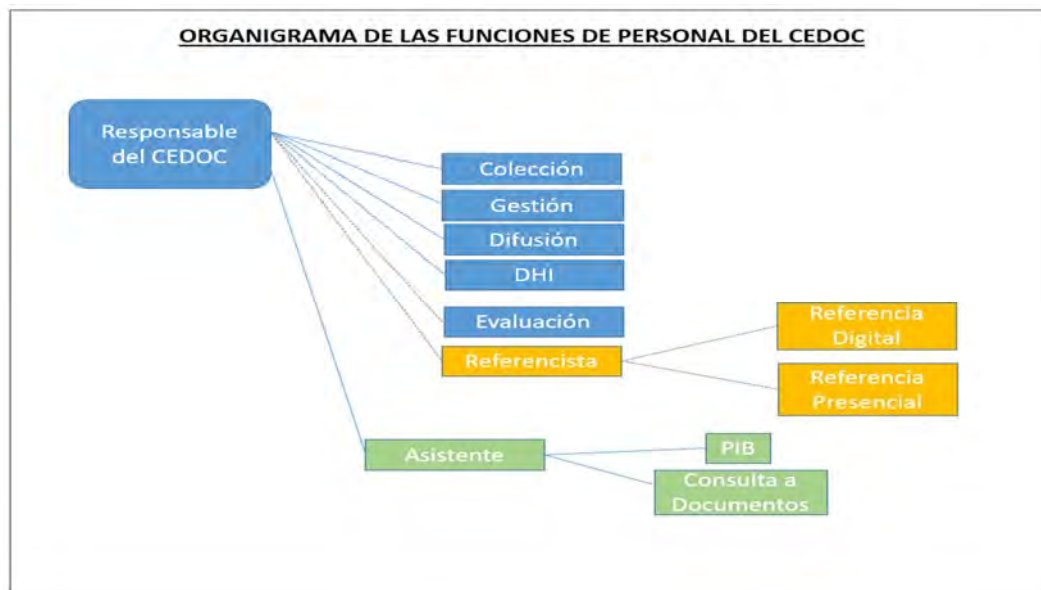 ORGANIGRAMA DE LAS FUNCIONES DE PERSONAL DEL CEDOC
Responsable
del CEDOC
Colección
Gestión
Difusión
DHI
Evaluación
Referencista
Referencia
Digital
Referencia
Presencial
Asistente
PIB
Consulta a
Documentos